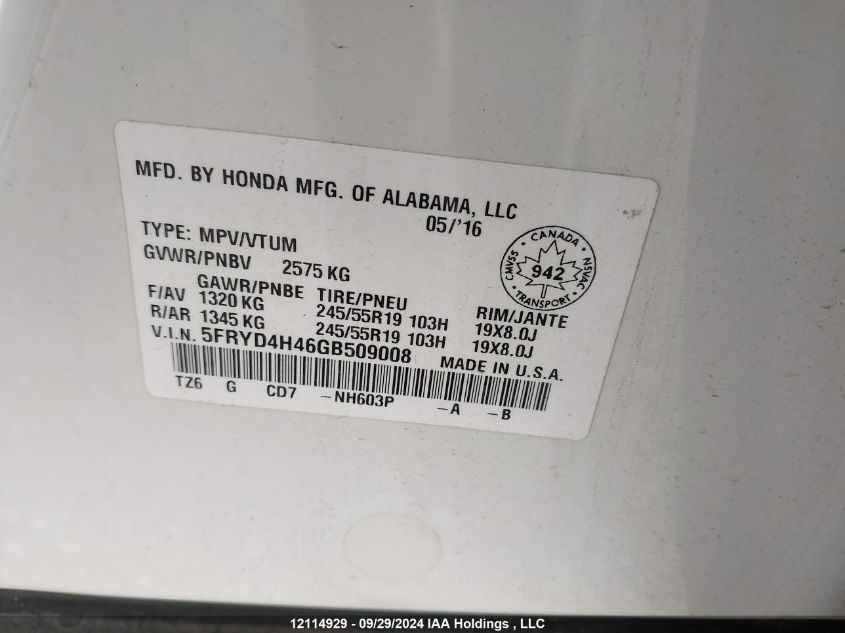 MFD. BY HONDA MFG. OF ALABAMA, LLC
05/'16
TYPE: MPV/VTUM
GVWR/PNBV 2575 KG
GAWR/PNBE TIRE/PNEU RIM/JANTE
F/AV 1320 KG 245/55R19 103H 19X8.0J
R/AR 1345 KG 245/55R19 103H 19X8.0J
V.I.N. 5FRYD4H46GB509008 MADE IN U.S.A.
TZ6 G CD7 -NH603P -A -B
CANADA
CMVSS 942 NSVAC
TRANSPORT
12114929 - 09/29/2024 IAA Holdings , LLC